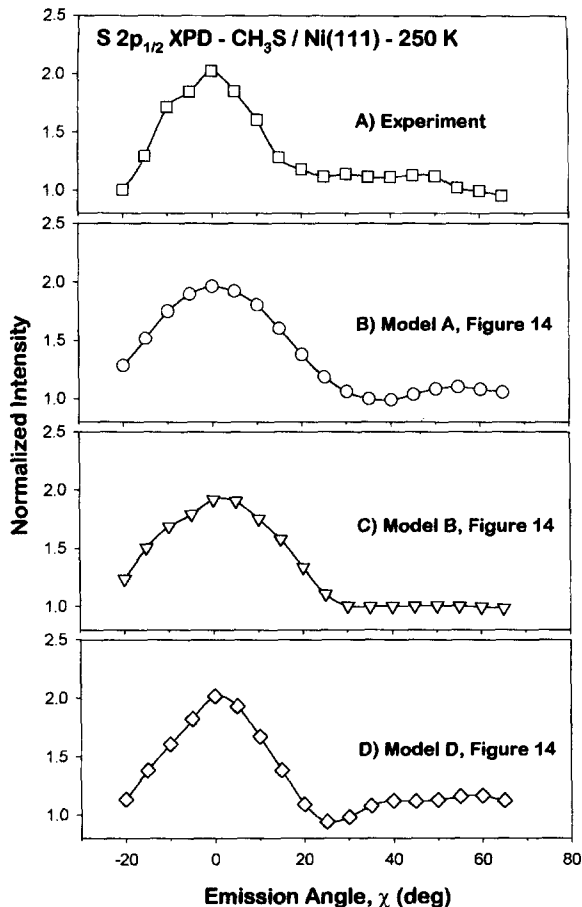 S 2p1/2 XPD - CH3S / Ni(111) - 250 K
A) Experiment
2.5
2.0
1.5
1.0
B) Model A, Figure 14
2.5
2.0
1.5
1.0
C) Model B, Figure 14
2.5
2.0
1.5
1.0
D) Model D, Figure 14
2.5
2.0
1.5
1.0
Normalized Intensity
-20 0 20 40 60 80
Emission Angle, χ (deg)